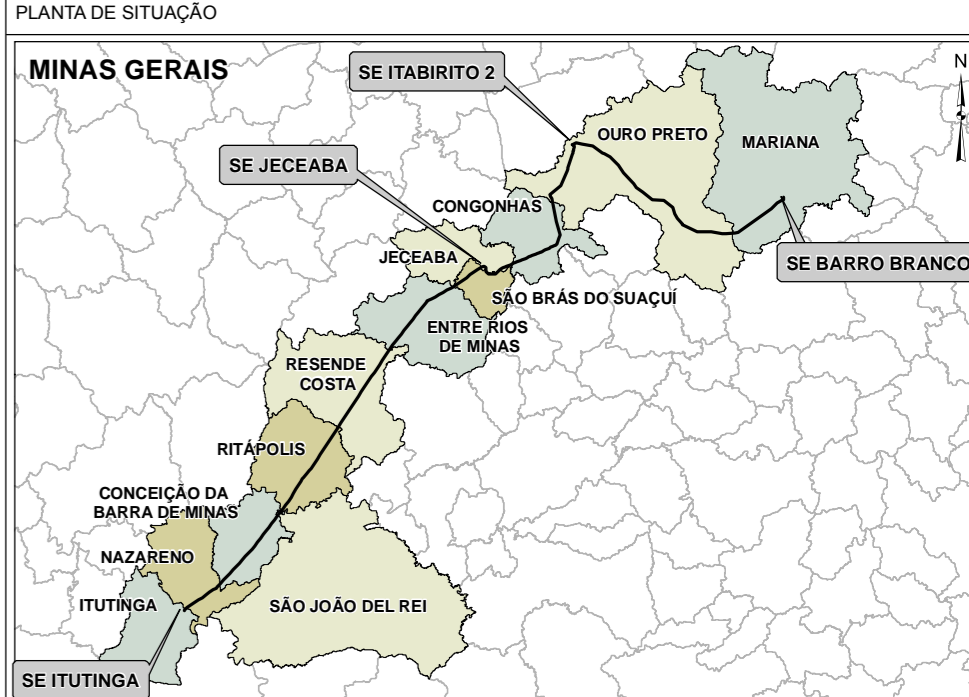 PLANTA DE SITUAÇÃO
MINAS GERAIS
SE ITABIRITO 2
N
OURO PRETO
MARIANA
SE JECEABA
CONGONHAS
JECEABA
SE BARRO BRANCO
SÃO BRÁS DO SUAÇUÍ
ENTRE RIOS
DE MINAS
RESENDE
COSTA
RITÁPOLIS
CONCEIÇÃO DA
BARRA DE MINAS
NAZARENO
ITUTINGA
SÃO JOÃO DEL REI
SE ITUTINGA